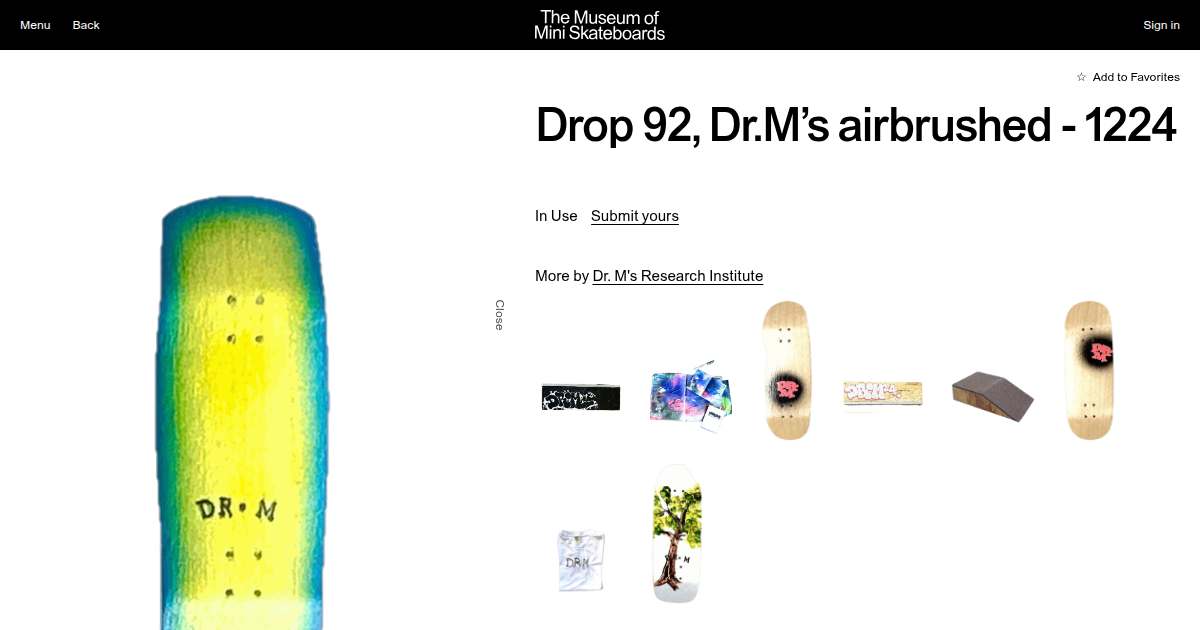 Menu
Back
The Museum of
Mini Skateboards
Sign in
☆ Add to Favorites
Drop 92, Dr.M’s airbrushed - 1224
In Use
Submit yours
More by Dr. M's Research Institute
Close
DR•M
DR•M